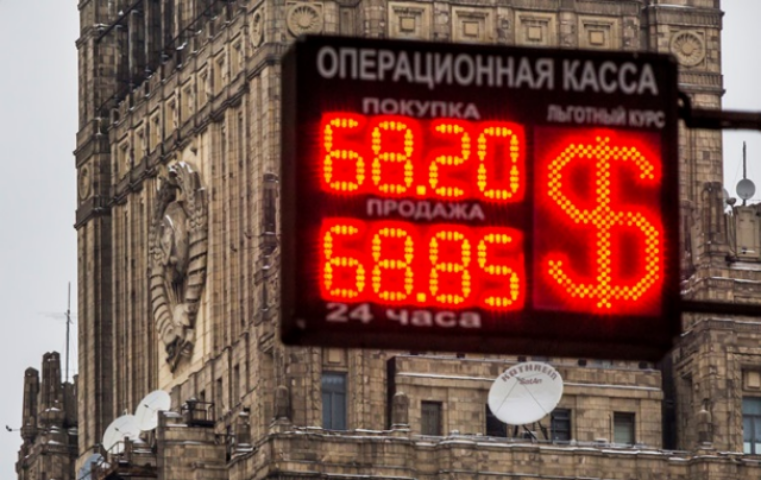 ОПЕРАЦИОННАЯ КАССА
ПОКУПКА
ЛЬГОТНЫЙ КУРС
68.20
$
ПРОДАЖА
68.85
24 часа